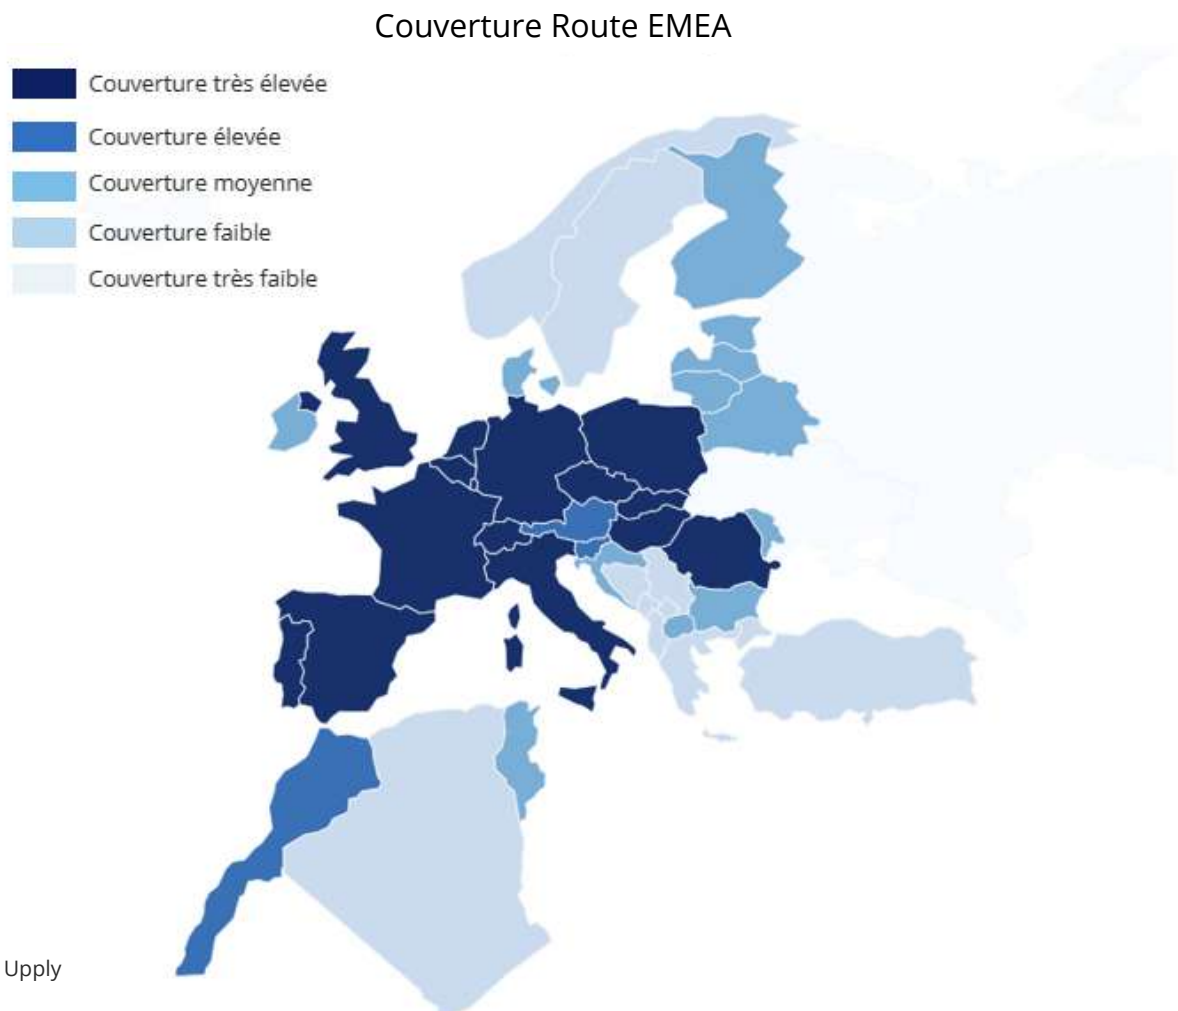 Couverture Route EMEA
Couverture très élevée
Couverture élevée
Couverture moyenne
Couverture faible
Couverture très faible
Upply